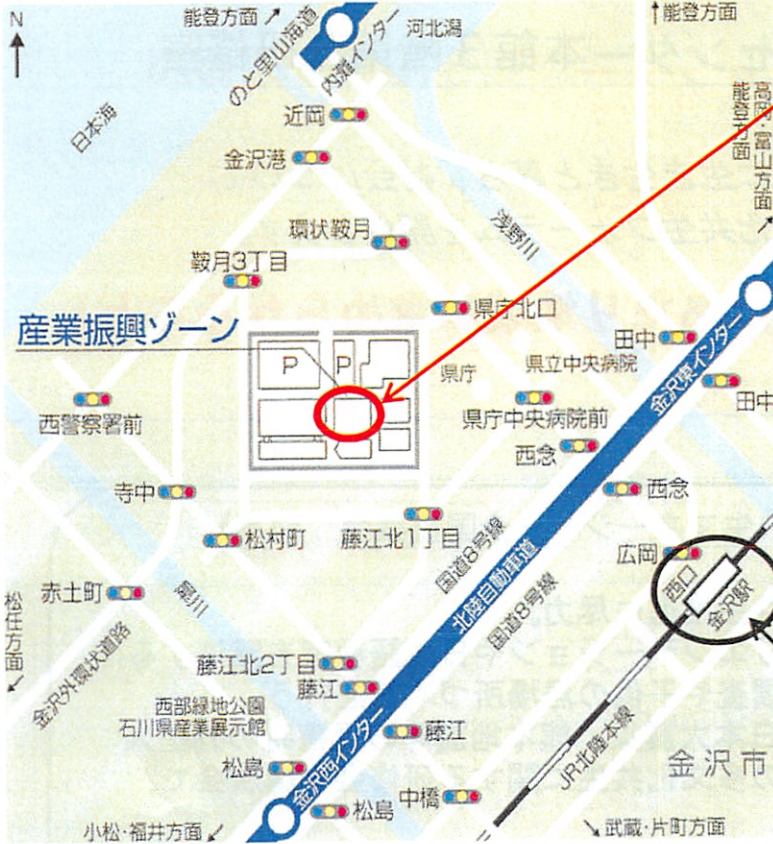 N
能登方面
のと里山海道
内灘インター
河北潟
能登方面
日本海
近岡
金沢港
高岡・富山方面
能登方面
浅野川
環状鞍月
鞍月3丁目
県庁北口
産業振興ゾーン
P
P
県庁
県立中央病院
田中
金沢東インター
田中
西警察署前
県庁中央病院前
西念
西念
寺中
松村町
藤江北1丁目
国道8号線
北陸自動車道
国道8号線
広岡
西口
金沢駅
赤土町
犀川
松任方面
金沢外環状道路
藤江北2丁目
藤江
西部緑地公園
石川県産業展示館
藤江
金沢西インター
松島
松島
中橋
JR北陸本線
金沢市
小松・福井方面
武蔵・片町方面